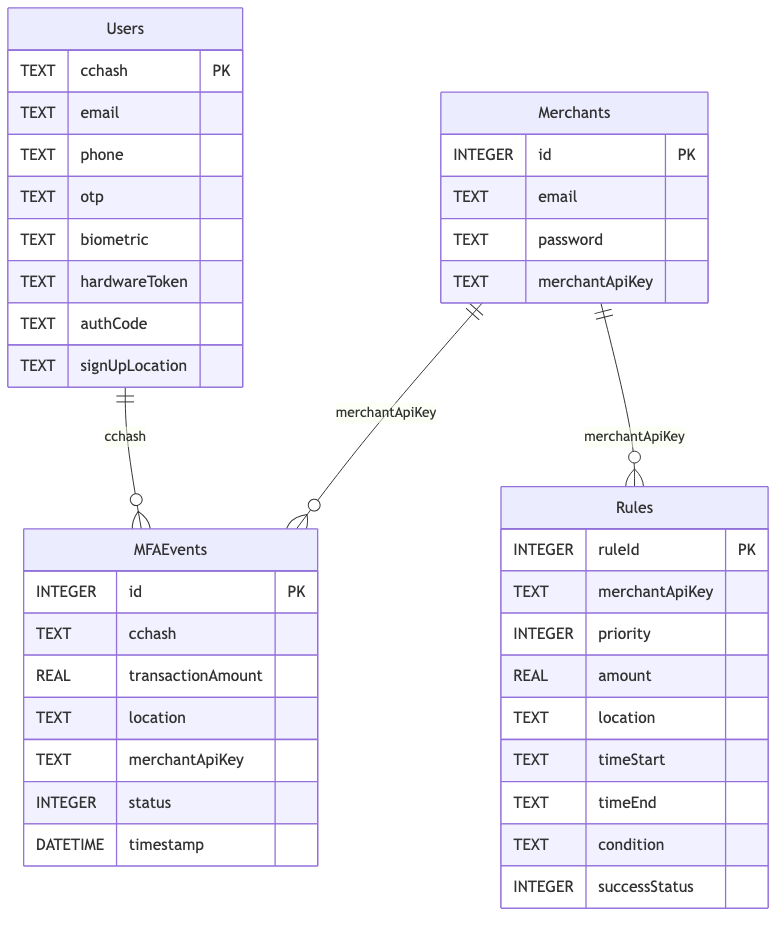 Users
TEXT cchash PK
TEXT email
TEXT phone
TEXT otp
TEXT biometric
TEXT hardwareToken
TEXT authCode
TEXT signUpLocation
Merchants
INTEGER id PK
TEXT email
TEXT password
TEXT merchantApiKey
cchash
merchantApiKey
merchantApiKey
MFAEvents
INTEGER id PK
TEXT cchash
REAL transactionAmount
TEXT location
TEXT merchantApiKey
INTEGER status
DATETIME timestamp
Rules
INTEGER ruleId PK
TEXT merchantApiKey
INTEGER priority
REAL amount
TEXT location
TEXT timeStart
TEXT timeEnd
TEXT condition
INTEGER successStatus